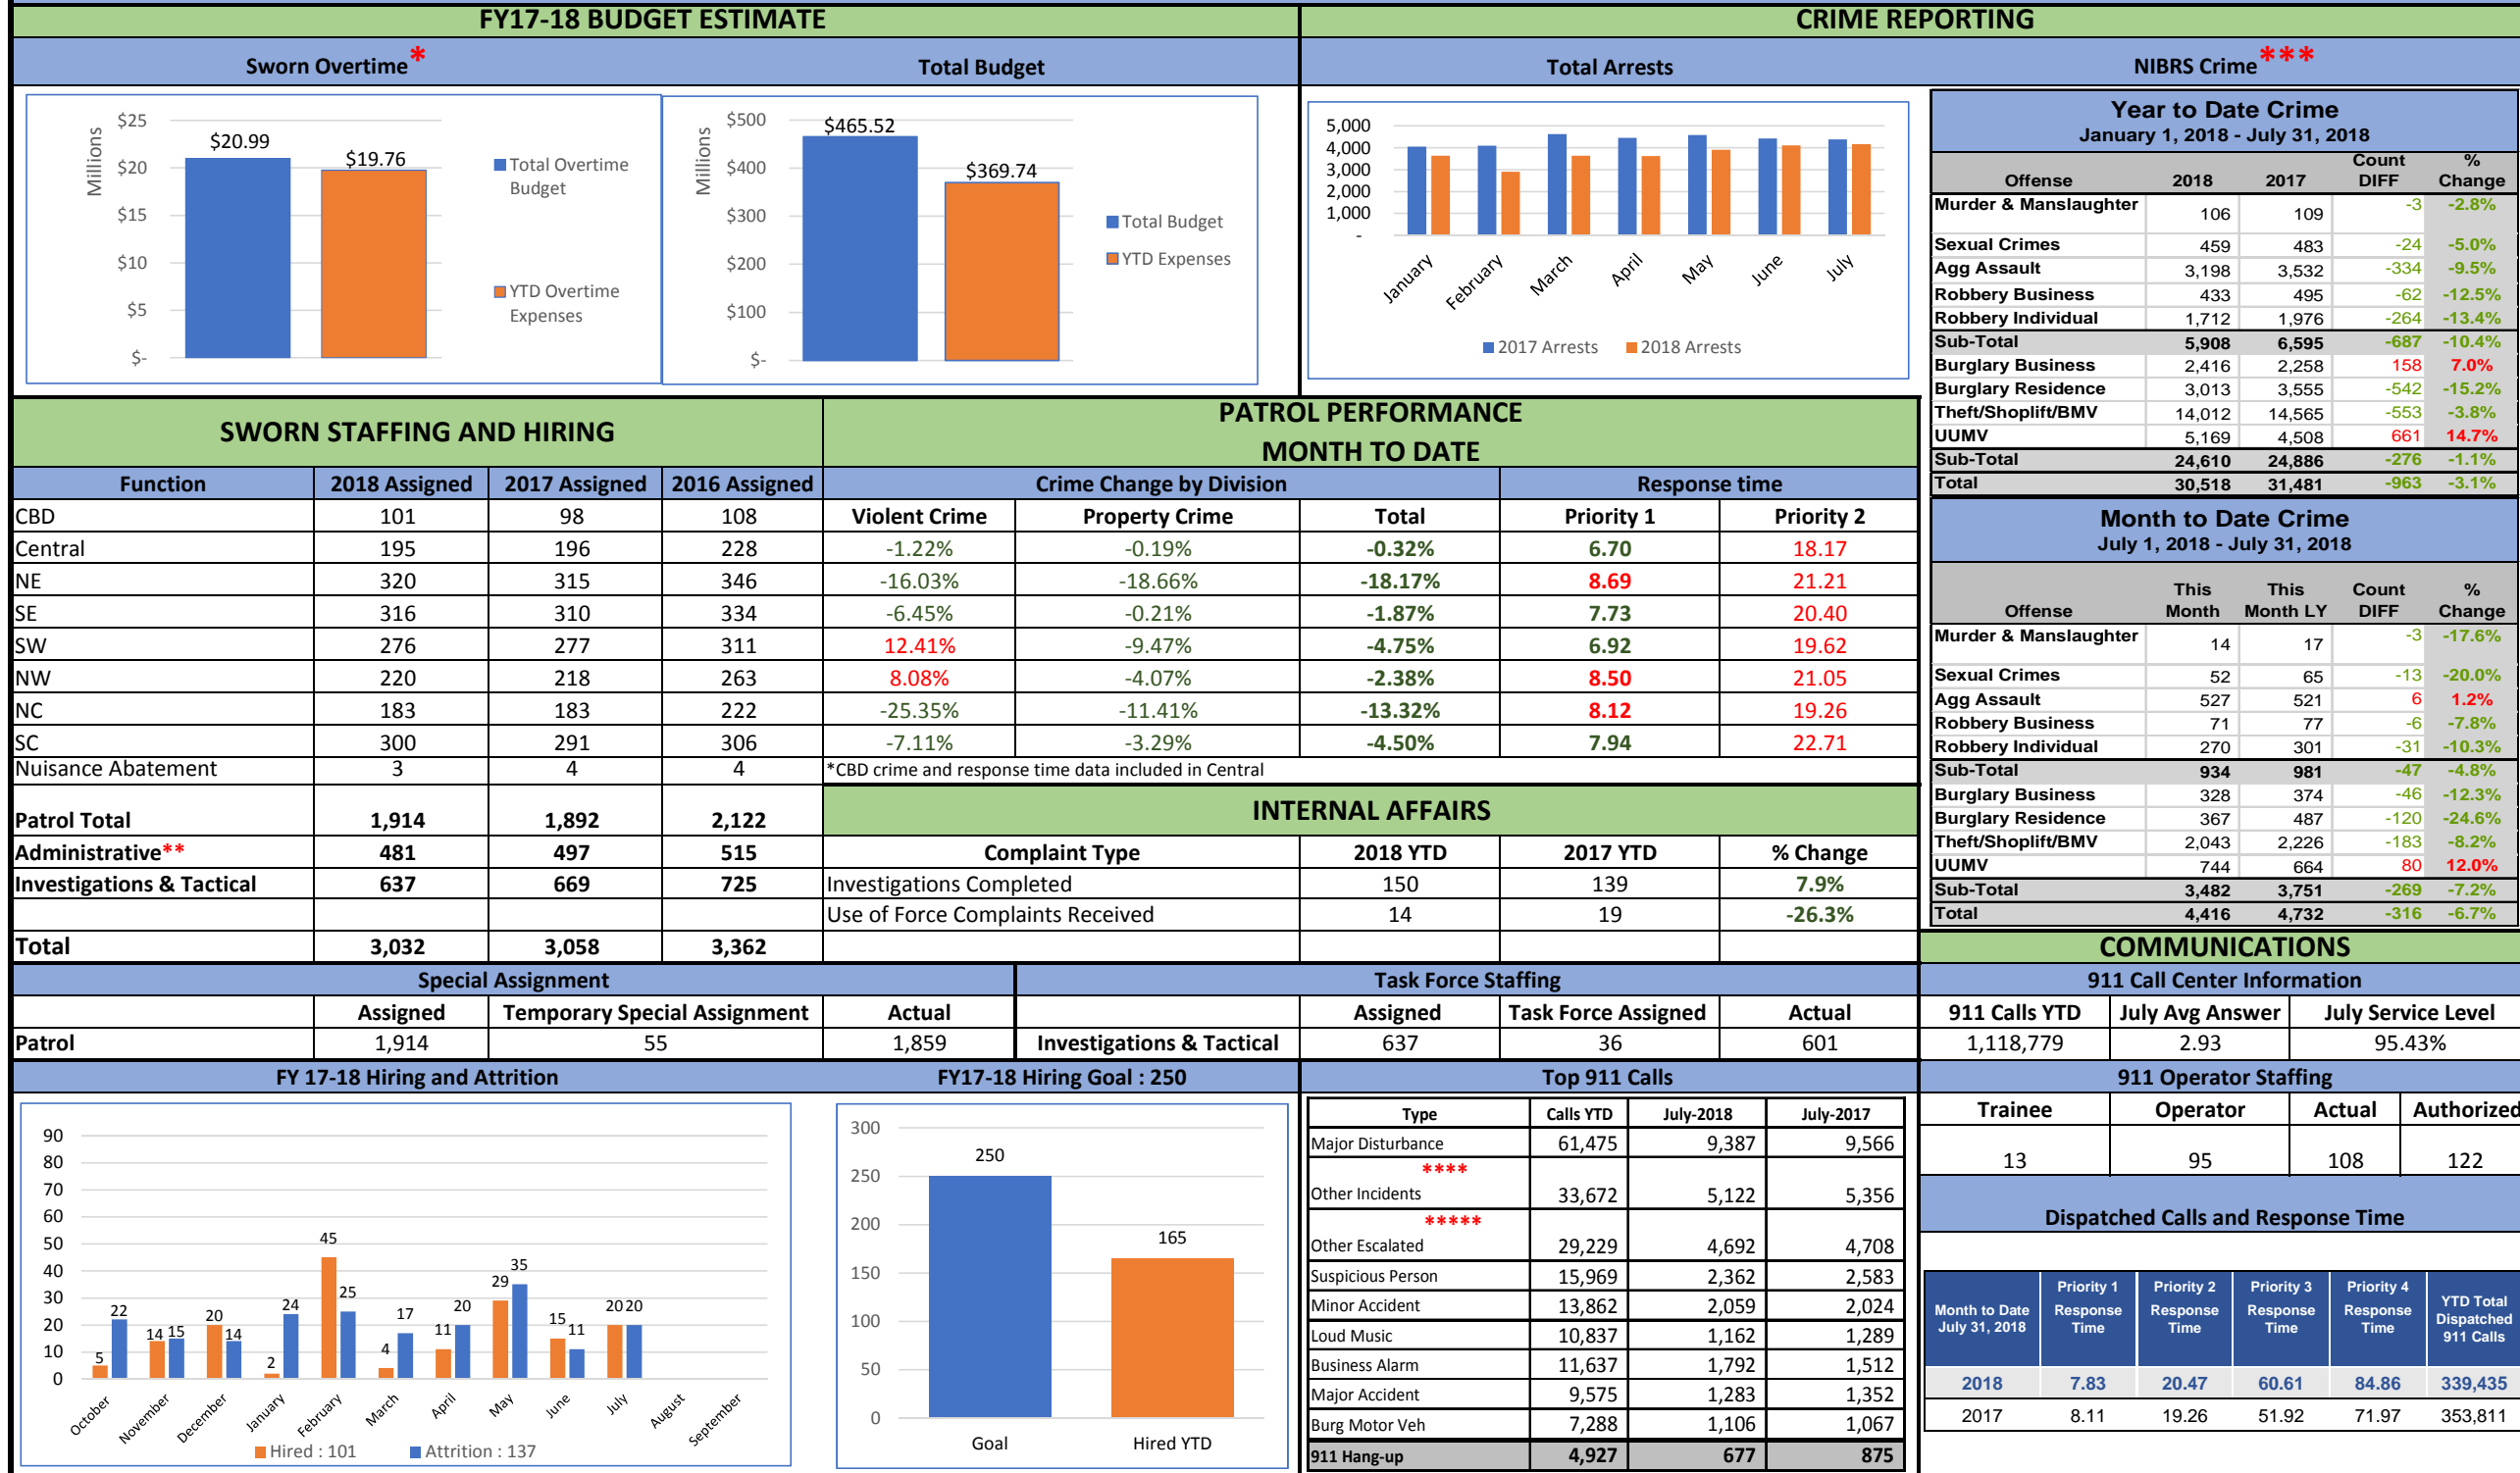 FY17-18 BUDGET ESTIMATE
CRIME REPORTING
Sworn Overtime*
Total Budget
Total Arrests
NIBRS Crime***
Millions
$25
$20
$15
$10
$5
$-
$20.99
$19.76
Total Overtime Budget
YTD Overtime Expenses
Millions
$500
$400
$300
$200
$100
$-
$465.52
$369.74
Total Budget
YTD Expenses
5,000
4,000
3,000
2,000
1,000
-
January February March April May June July
2017 Arrests 2018 Arrests
Year to Date Crime
January 1, 2018 - July 31, 2018
Offense 2018 2017 Count DIFF % Change
Murder & Manslaughter 106 109 -3 -2.8%
Sexual Crimes 459 483 -24 -5.0%
Agg Assault 3,198 3,532 -334 -9.5%
Robbery Business 433 495 -62 -12.5%
Robbery Individual 1,712 1,976 -264 -13.4%
Sub-Total 5,908 6,595 -687 -10.4%
Burglary Business 2,416 2,258 158 7.0%
Burglary Residence 3,013 3,555 -542 -15.2%
Theft/Shoplift/BMV 14,012 14,565 -553 -3.8%
UUMV 5,169 4,508 661 14.7%
Sub-Total 24,610 24,886 -276 -1.1%
Total 30,518 31,481 -963 -3.1%
Month to Date Crime
July 1, 2018 - July 31, 2018
Offense This Month This Month LY Count DIFF % Change
Murder & Manslaughter 14 17 -3 -17.6%
Sexual Crimes 52 65 -13 -20.0%
Agg Assault 527 521 6 1.2%
Robbery Business 71 77 -6 -7.8%
Robbery Individual 270 301 -31 -10.3%
Sub-Total 934 981 -47 -4.8%
Burglary Business 328 374 -46 -12.3%
Burglary Residence 367 487 -120 -24.6%
Theft/Shoplift/BMV 2,043 2,226 -183 -8.2%
UUMV 744 664 80 12.0%
Sub-Total 3,482 3,751 -269 -7.2%
Total 4,416 4,732 -316 -6.7%
SWORN STAFFING AND HIRING
Function 2018 Assigned 2017 Assigned 2016 Assigned
CBD 101 98 108
Central 195 196 228
NE 320 315 346
SE 316 310 334
SW 276 277 311
NW 220 218 263
NC 183 183 222
SC 300 291 306
Nuisance Abatement 3 4 4
Patrol Total 1,914 1,892 2,122
Administrative** 481 497 515
Investigations & Tactical 637 669 725
Total 3,032 3,058 3,362
PATROL PERFORMANCE
MONTH TO DATE
Crime Change by Division Response time
Violent Crime Property Crime Total Priority 1 Priority 2
-1.22% -0.19% -0.32% 6.70 18.17
-16.03% -18.66% -18.17% 8.69 21.21
-6.45% -0.21% -1.87% 7.73 20.40
12.41% -9.47% -4.75% 6.92 19.62
8.08% -4.07% -2.38% 8.50 21.05
-25.35% -11.41% -13.32% 8.12 19.26
-7.11% -3.29% -4.50% 7.94 22.71
*CBD crime and response time data included in Central
INTERNAL AFFAIRS
Complaint Type 2018 YTD 2017 YTD % Change
Investigations Completed 150 139 7.9%
Use of Force Complaints Received 14 19 -26.3%
Special Assignment
Assigned Temporary Special Assignment Actual
Patrol 1,914 55 1,859
Task Force Staffing
Assigned Task Force Assigned Actual
Investigations & Tactical 637 36 601
COMMUNICATIONS
911 Call Center Information
911 Calls YTD July Avg Answer July Service Level
1,118,779 2.93 95.43%
FY 17-18 Hiring and Attrition
90
80
70
60
50
40
30
20
10
0
5 22 14 15 20 14 2 24 45 25 4 17 11 20 29 35 15 11 20 20
October November December January February March April May June July August September
Hired : 101 Attrition : 137
FY17-18 Hiring Goal : 250
300
250
200
150
100
50
0
250
165
Goal Hired YTD
Top 911 Calls
Type Calls YTD July-2018 July-2017
Major Disturbance 61,475 9,387 9,566
****
Other Incidents 33,672 5,122 5,356
*****
Other Escalated 29,229 4,692 4,708
Suspicious Person 15,969 2,362 2,583
Minor Accident 13,862 2,059 2,024
Loud Music 10,837 1,162 1,289
Business Alarm 11,637 1,792 1,512
Major Accident 9,575 1,283 1,352
Burg Motor Veh 7,288 1,106 1,067
911 Hang-up 4,927 677 875
911 Operator Staffing
Trainee Operator Actual Authorized
13 95 108 122
Dispatched Calls and Response Time
Month to Date July 31, 2018 Priority 1 Response Time Priority 2 Response Time Priority 3 Response Time Priority 4 Response Time YTD Total Dispatched 911 Calls
2018 7.83 20.47 60.61 84.86 339,435
2017 8.11 19.26 51.92 71.97 353,811